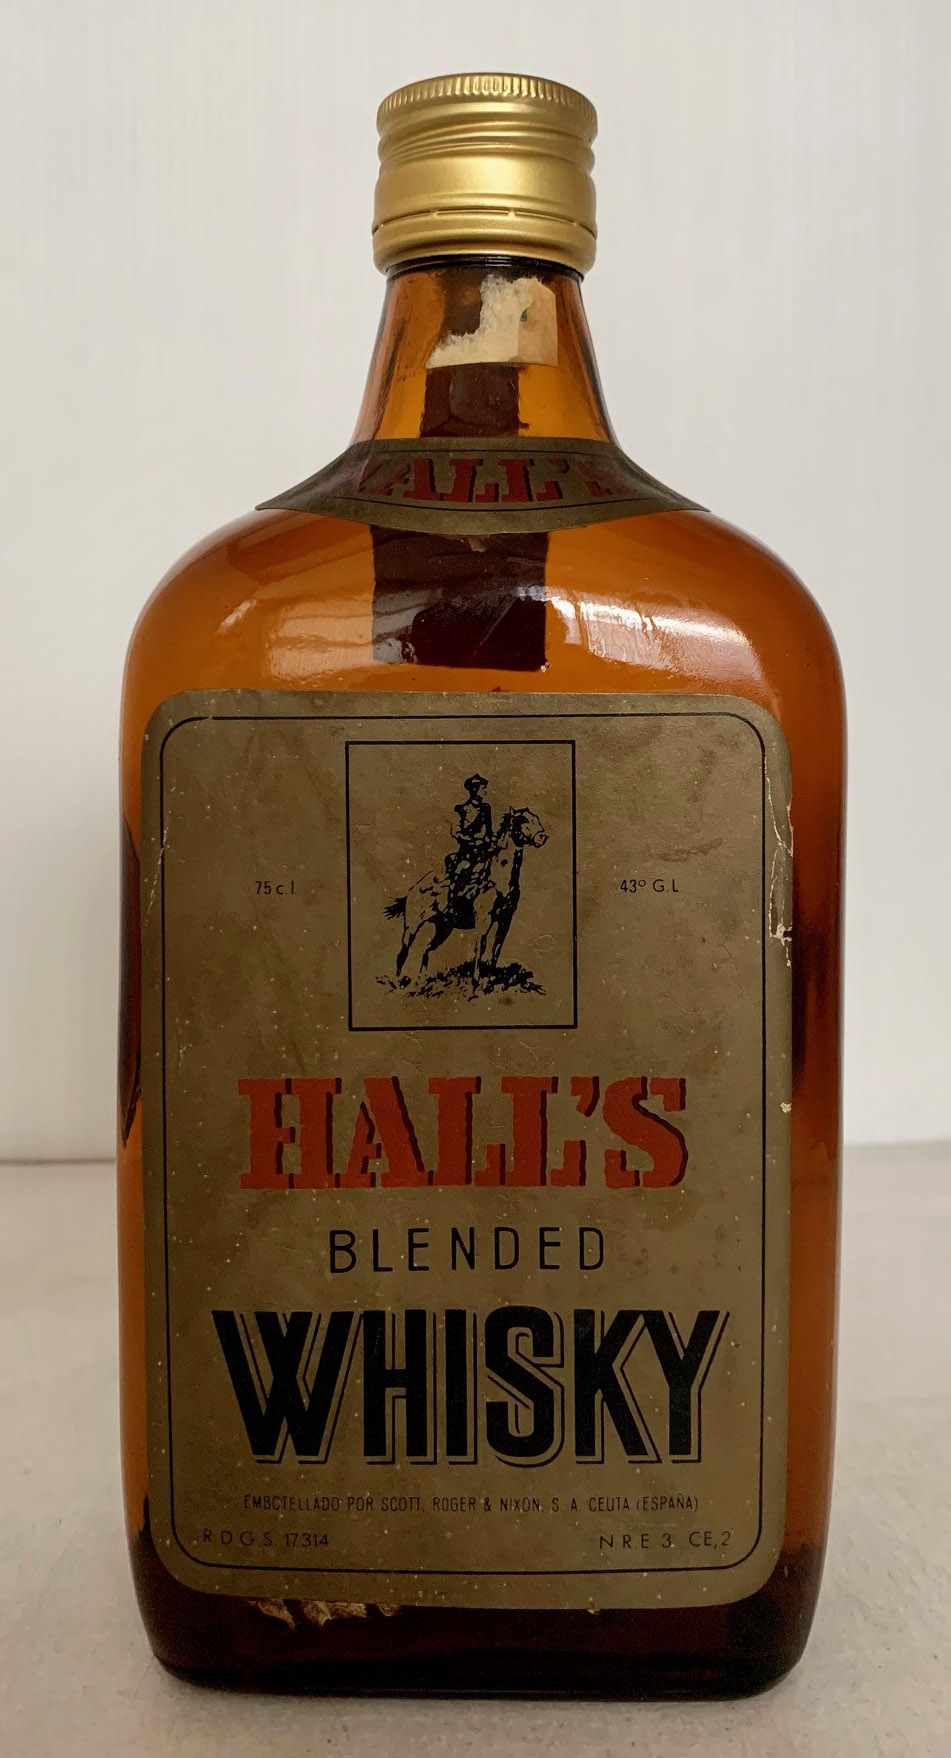 HALL'S
75 c.l.
43º G.L.
HALL'S
BLENDED
WHISKY
EMBOTELLADO POR SCOTT, ROGER & NIXON, S. A. CEUTA (ESPAÑA)
R.D.G.S. 17314
N.R.E 3. CE,2